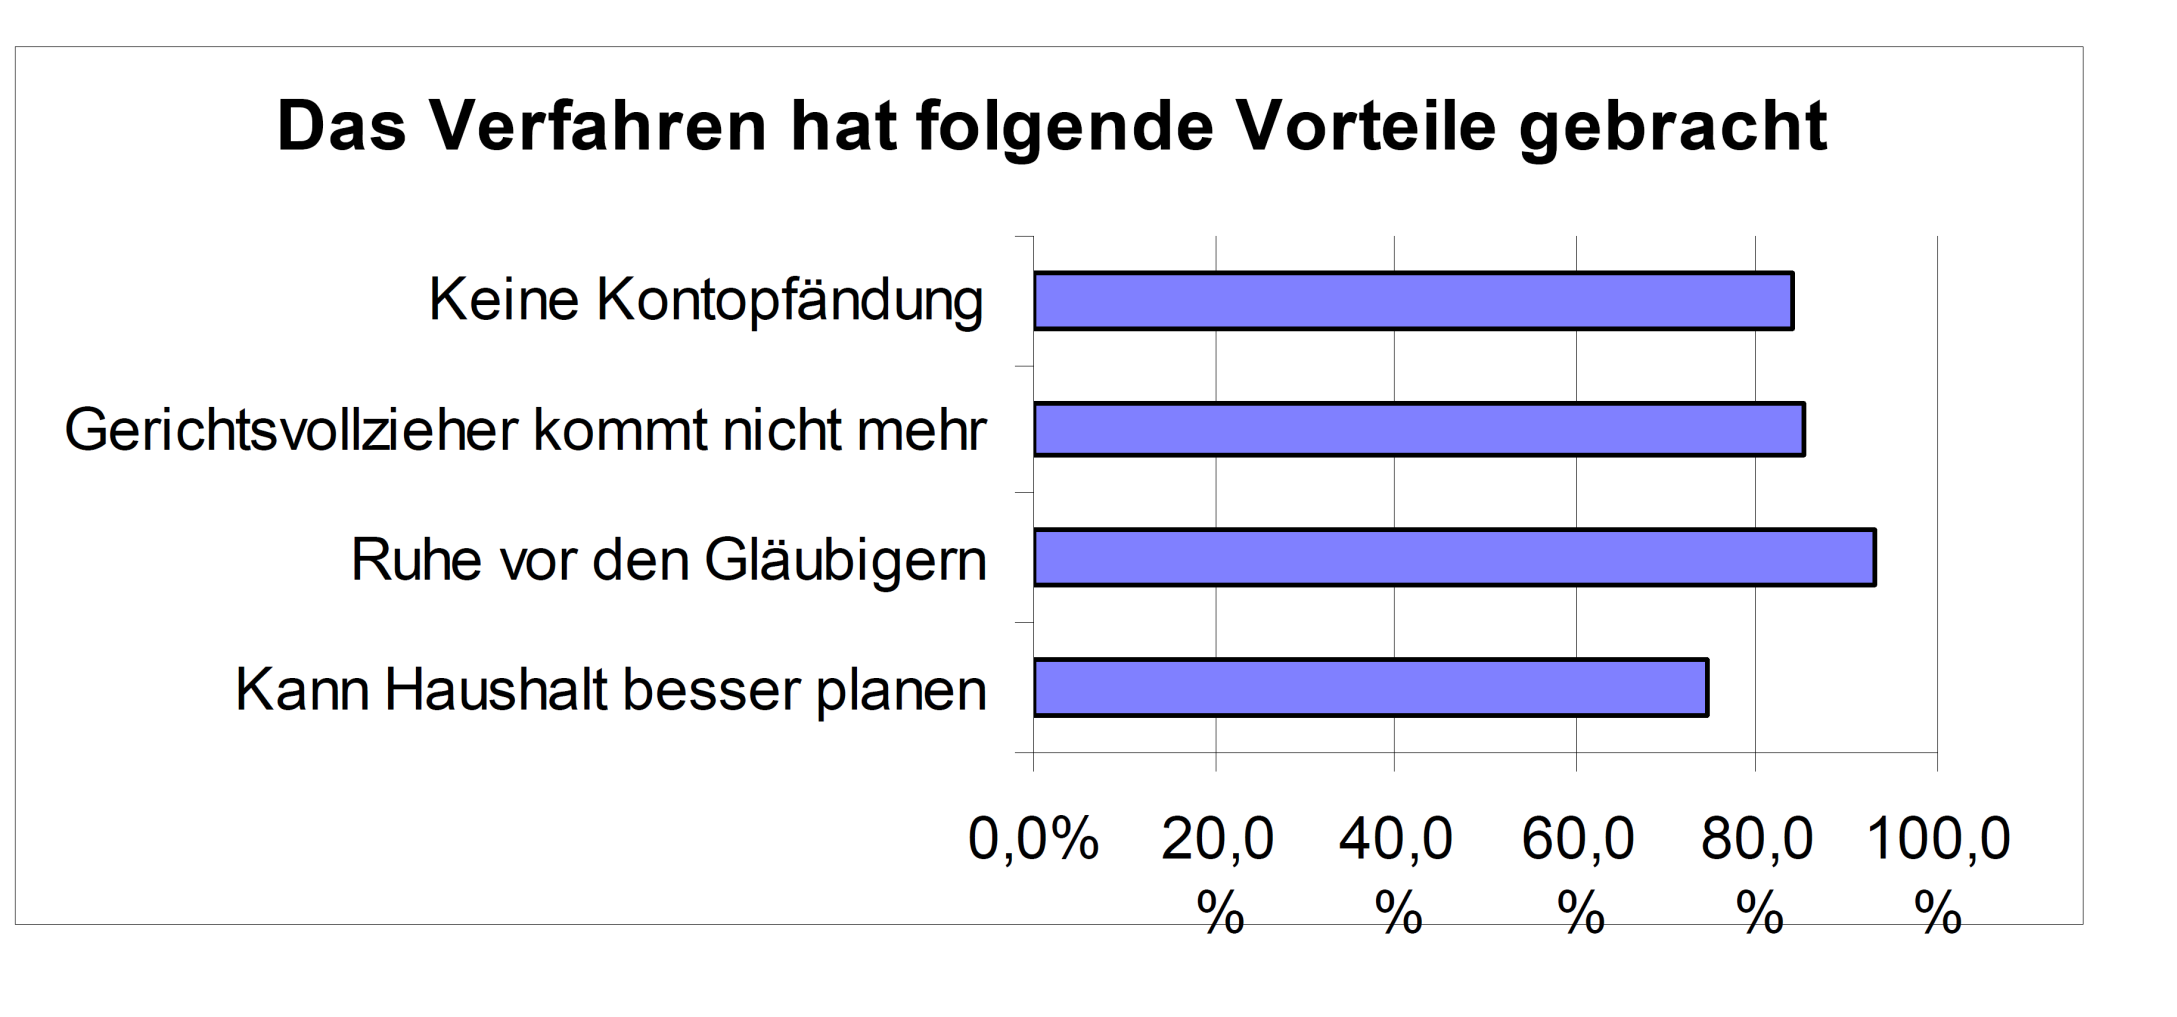 Das Verfahren hat folgende Vorteile gebracht
Keine Kontopfändung
Gerichtsvollzieher kommt nicht mehr
Ruhe vor den Gläubigern
Kann Haushalt besser planen
0,0% 20,0 40,0 60,0 80,0 100,0
% % % % %